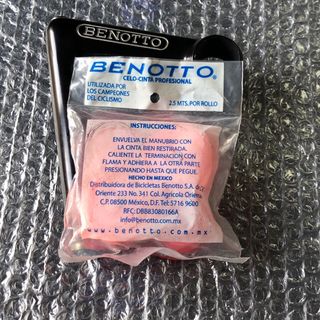 BENOTTO
BENOTTO®
CELO-CINTA PROFESIONAL
UTILIZADA POR
LOS CAMPEONES
DEL CICLISMO
2.5 MTS. POR ROLLO
INSTRUCCIONES:
ENVUELVA EL MANUBRIO CON
LA CINTA BIEN RESTIRADA.
CALIENTE LA TERMINACION CON
FLAMA Y ADHIERA A LA OTRA PARTE
PRESIONANDO HASTA QUE PEGUE.
HECHO EN MEXICO
Distribuidora de Bicicletas Benotto S.A. de
Oriente 233 No. 341 Col. Agrícola Oriental
C.P. 08500 México, D.F. Tel: 5716 9600
RFC: DBB83080166A
info@benotto.com.mx
www.benotto.com.mx